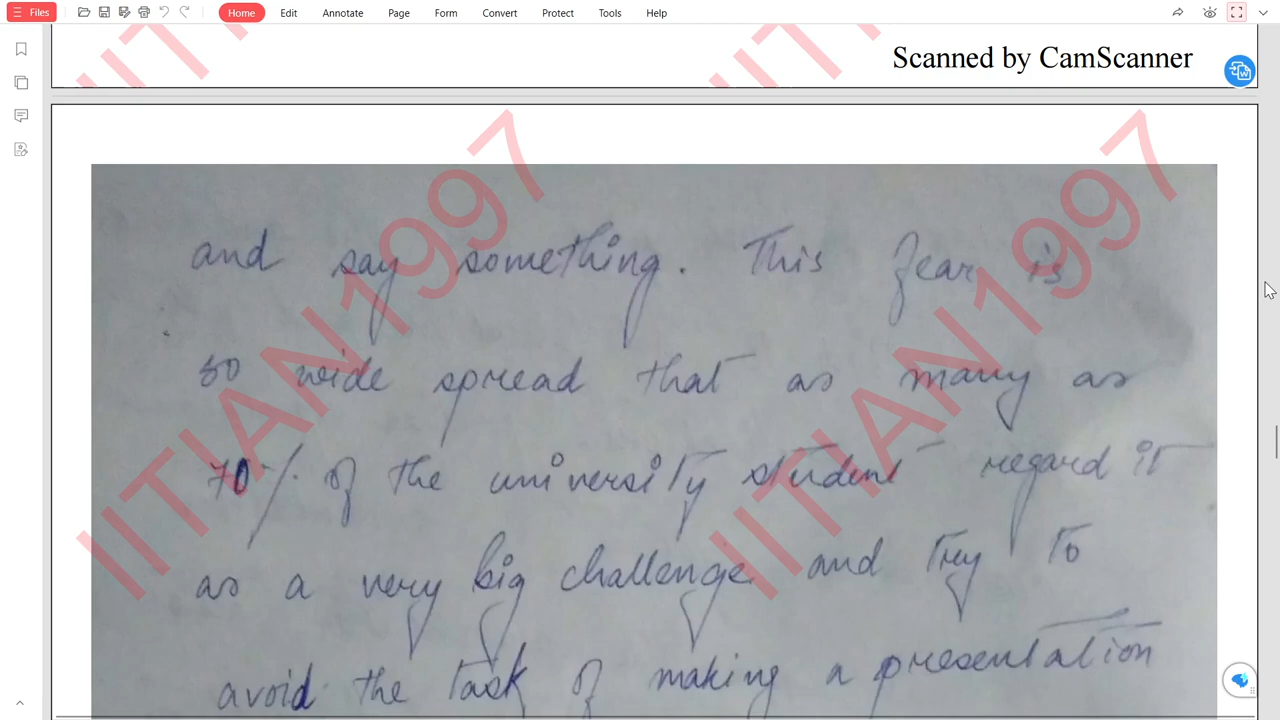 Files
Home Edit Annotate Page Form Convert Protect Tools Help
Scanned by CamScanner
IITIAN1997
IITIAN1997
and say something. This fear is
so wide spread that as many as
70% of the university student regard it
as a very big challenge and try to
avoid the task of making a presentation